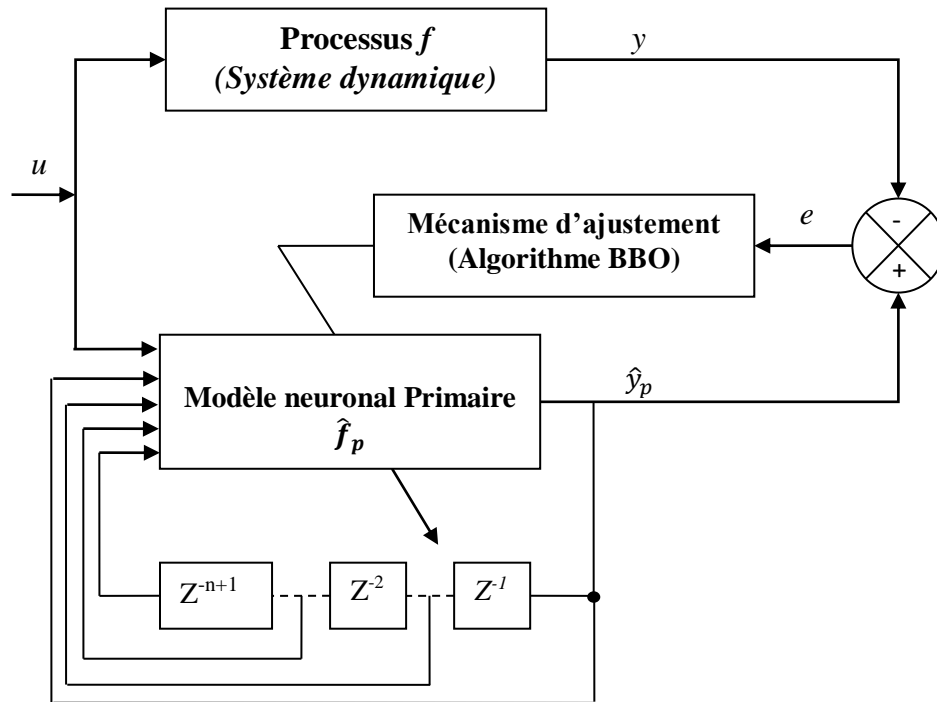 Processus f
(Système dynamique)
y
u
Mécanisme d'ajustement
(Algorithme BBO)
e
-
+
Modèle neuronal Primaire
f̂ₚ
ŷₚ
Z⁻ⁿ⁺¹
Z⁻²
Z⁻¹